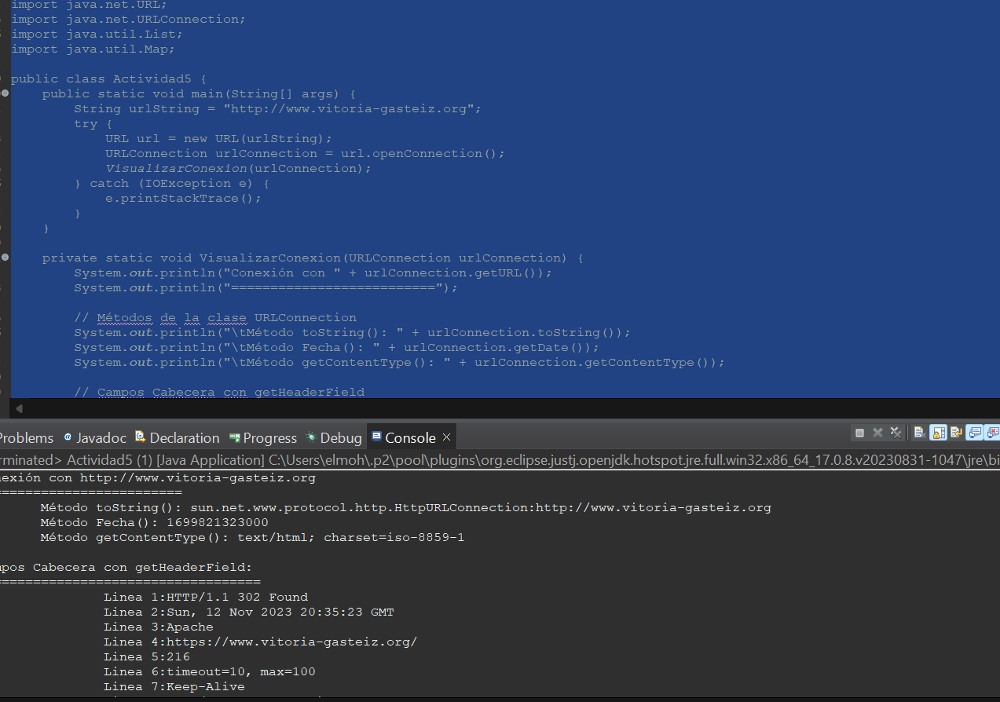 import java.net.URL;
import java.net.URLConnection;
import java.util.List;
import java.util.Map;
public class Actividad5 {
public static void main(String[] args) {
String urlString = "http://www.vitoria-gasteiz.org";
try {
URL url = new URL(urlString);
URLConnection urlConnection = url.openConnection();
VisualizarConexion(urlConnection);
} catch (IOException e) {
e.printStackTrace();
}
}
private static void VisualizarConexion(URLConnection urlConnection) {
System.out.println("Conexión con " + urlConnection.getURL());
System.out.println("==========================");
// Métodos de la clase URLConnection
System.out.println("\tMétodo toString(): " + urlConnection.toString());
System.out.println("\tMétodo Fecha(): " + urlConnection.getDate());
System.out.println("\tMétodo getContentType(): " + urlConnection.getContentType());
// Campos Cabecera con getHeaderField
Problems Javadoc Declaration Progress Debug Console
rminated> Actividad5 (1) [Java Application] C:\Users\elmoh\.p2\pool\plugins\org.eclipse.justj.openjdk.hotspot.jre.full.win32.x86_64_17.0.8.v20230831-1047\jre\bi
nexión con http://www.vitoria-gasteiz.org
========================
Método toString(): sun.net.www.protocol.http.HttpURLConnection:http://www.vitoria-gasteiz.org
Método Fecha(): 1699821323000
Método getContentType(): text/html; charset=iso-8859-1
mpos Cabecera con getHeaderField:
==================================
Linea 1:HTTP/1.1 302 Found
Linea 2:Sun, 12 Nov 2023 20:35:23 GMT
Linea 3:Apache
Linea 4:https://www.vitoria-gasteiz.org/
Linea 5:216
Linea 6:timeout=10, max=100
Linea 7:Keep-Alive